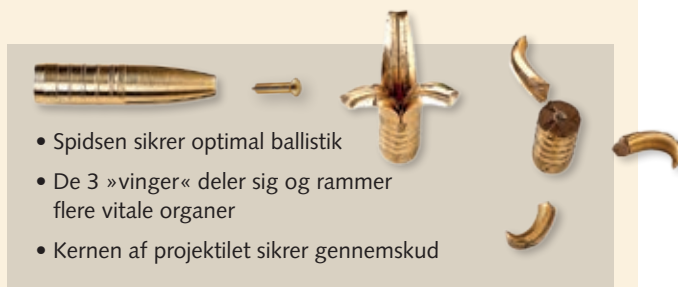 • Spidsen sikrer optimal ballistik
• De 3 »vinger« deler sig og rammer
flere vitale organer
• Kernen af projektilet sikrer gennemskud